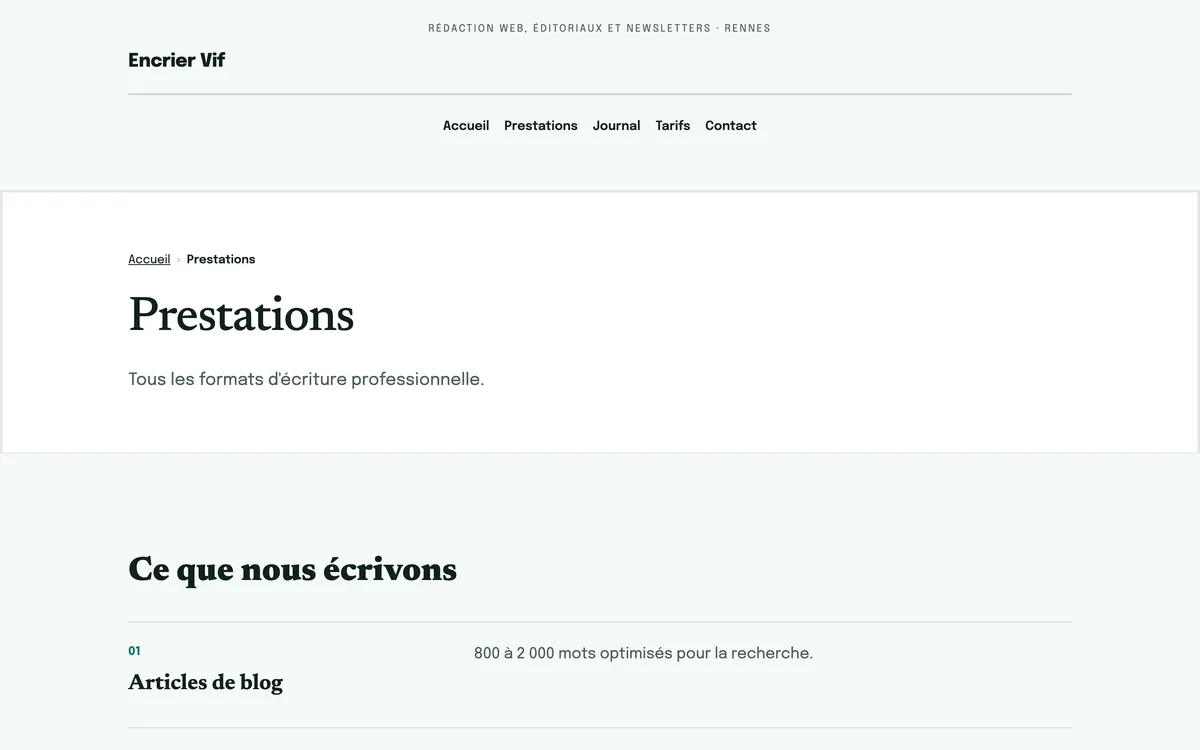 RÉDACTION WEB, ÉDITORIAUX ET NEWSLETTERS · RENNES
Encrier Vif
Accueil Prestations Journal Tarifs Contact
Accueil › Prestations
Prestations
Tous les formats d'écriture professionnelle.
Ce que nous écrivons
01
800 à 2 000 mots optimisés pour la recherche.
Articles de blog